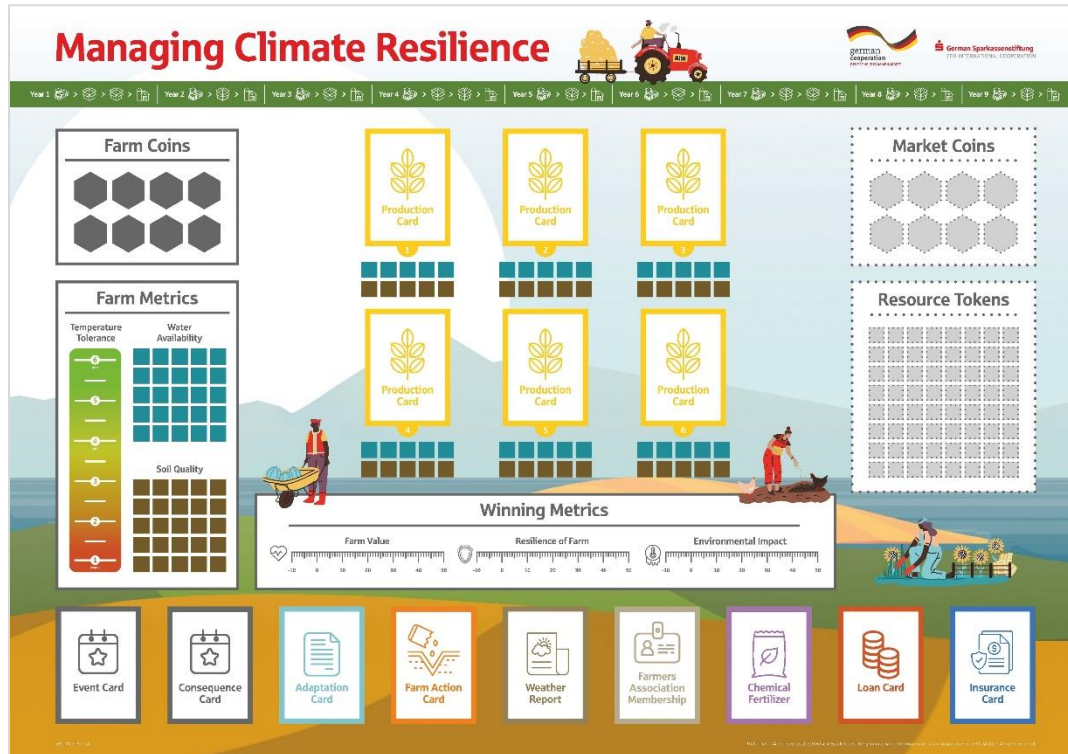 Managing Climate Resilience
german
cooperation
DEUTSCHE ZUSAMMENARBEIT
German Sparkassenstiftung
FOR INTERNATIONAL COOPERATION
Year 1 > > > | Year 2 > > > | Year 3 > > > | Year 4 > > > | Year 5 > > > | Year 6 > > > | Year 7 > > > | Year 8 > > > | Year 9 > > >
Farm Coins
Production
Card
1
Production
Card
2
Production
Card
3
Market Coins
Farm Metrics
Temperature
Tolerance
6
5
4
3
2
1
Water
Availability
Soil Quality
Production
Card
4
Production
Card
5
Production
Card
6
Resource Tokens
Winning Metrics
Farm Value
-10 0 10 20 30 40 50
Resilience of Farm
-10 0 10 20 30 40 50
Environmental Impact
-10 0 10 20 30 40 50
Event Card
Consequence
Card
Adaptation
Card
Farm Action
Card
Weather
Report
Farmers
Association
Membership
Chemical
Fertilizer
Loan Card
Insurance
Card